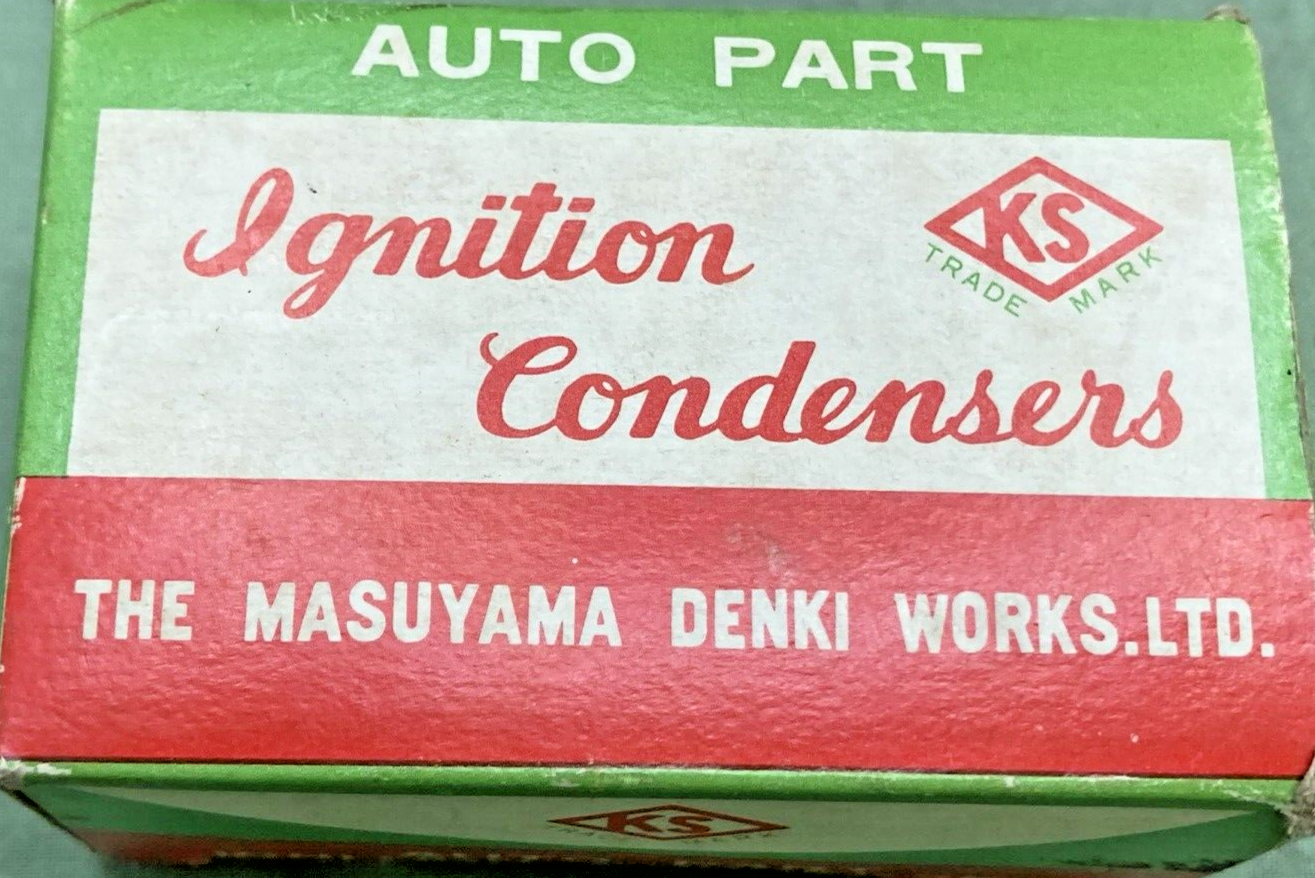 AUTO PART
Ignition
KS
TRADE MARK
Condensers
THE MASUYAMA DENKI WORKS.LTD.
KS